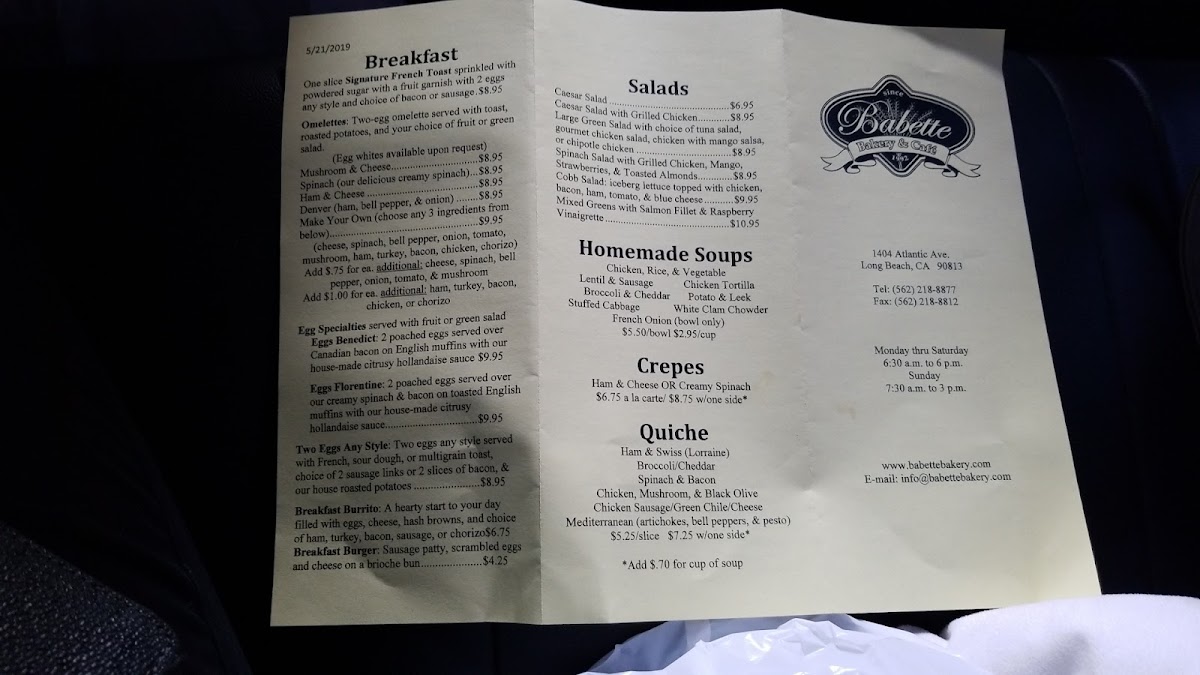 5/21/2019
Breakfast
One slice Signature French Toast sprinkled with
powdered sugar with a fruit garnish with 2 eggs
any style and choice of bacon or sausage.$8.95
Omelettes: Two-egg omelette served with toast,
roasted potatoes, and your choice of fruit or green
salad.
(Egg whites available upon request)
Mushroom & Cheese..............................$8.95
Spinach (our delicious creamy spinach)...$8.95
Ham & Cheese......................................$8.95
Denver (ham, bell pepper, & onion) ........$8.95
Make Your Own (choose any 3 ingredients from
below)..................................................$9.95
(cheese, spinach, bell pepper, onion, tomato,
mushroom, ham, turkey, bacon, chicken, chorizo)
Add $.75 for ea. additional: cheese, spinach, bell
pepper, onion, tomato, & mushroom
Add $1.00 for ea. additional: ham, turkey, bacon,
chicken, or chorizo
Egg Specialties served with fruit or green salad
Eggs Benedict: 2 poached eggs served over
Canadian bacon on English muffins with our
house-made citrusy hollandaise sauce $9.95
Eggs Florentine: 2 poached eggs served over
our creamy spinach & bacon on toasted English
muffins with our house-made citrusy
hollandaise sauce..............................$9.95
Two Eggs Any Style: Two eggs any style served
with French, sour dough, or multigrain toast,
choice of 2 sausage links or 2 slices of bacon, &
our house roasted potatoes ......................$8.95
Breakfast Burrito: A hearty start to your day
filled with eggs, cheese, hash browns, and choice
of ham, turkey, bacon, sausage, or chorizo$6.75
Breakfast Burger: Sausage patty, scrambled eggs
and cheese on a brioche bun....................$4.25
Salads
Caesar Salad ........................................$6.95
Caesar Salad with Grilled Chicken...........$8.95
Large Green Salad with choice of tuna salad,
gourmet chicken salad, chicken with mango salsa,
or chipotle chicken ................................$8.95
Spinach Salad with Grilled Chicken, Mango,
Strawberries, & Toasted Almonds............$8.95
Cobb Salad: iceberg lettuce topped with chicken,
bacon, ham, tomato, & blue cheese..........$9.95
Mixed Greens with Salmon Fillet & Raspberry
Vinaigrette.........................................$10.95
Homemade Soups
Chicken, Rice, & Vegetable
Lentil & Sausage Chicken Tortilla
Broccoli & Cheddar Potato & Leek
Stuffed Cabbage White Clam Chowder
French Onion (bowl only)
$5.50/bowl $2.95/cup
Crepes
Ham & Cheese OR Creamy Spinach
$6.75 a la carte/ $8.75 w/one side*
Quiche
Ham & Swiss (Lorraine)
Broccoli/Cheddar
Spinach & Bacon
Chicken, Mushroom, & Black Olive
Chicken Sausage/Green Chile/Cheese
Mediterranean (artichokes, bell peppers, & pesto)
$5.25/slice $7.25 w/one side*
*Add $.70 for cup of soup
since
Babette
Bakery & Café
1404 Atlantic Ave.
Long Beach, CA 90813
Tel: (562) 218-8877
Fax: (562) 218-8812
Monday thru Saturday
6:30 a.m. to 6 p.m.
Sunday
7:30 a.m. to 3 p.m.
www.babettebakery.com
E-mail: info@babettebakery.com